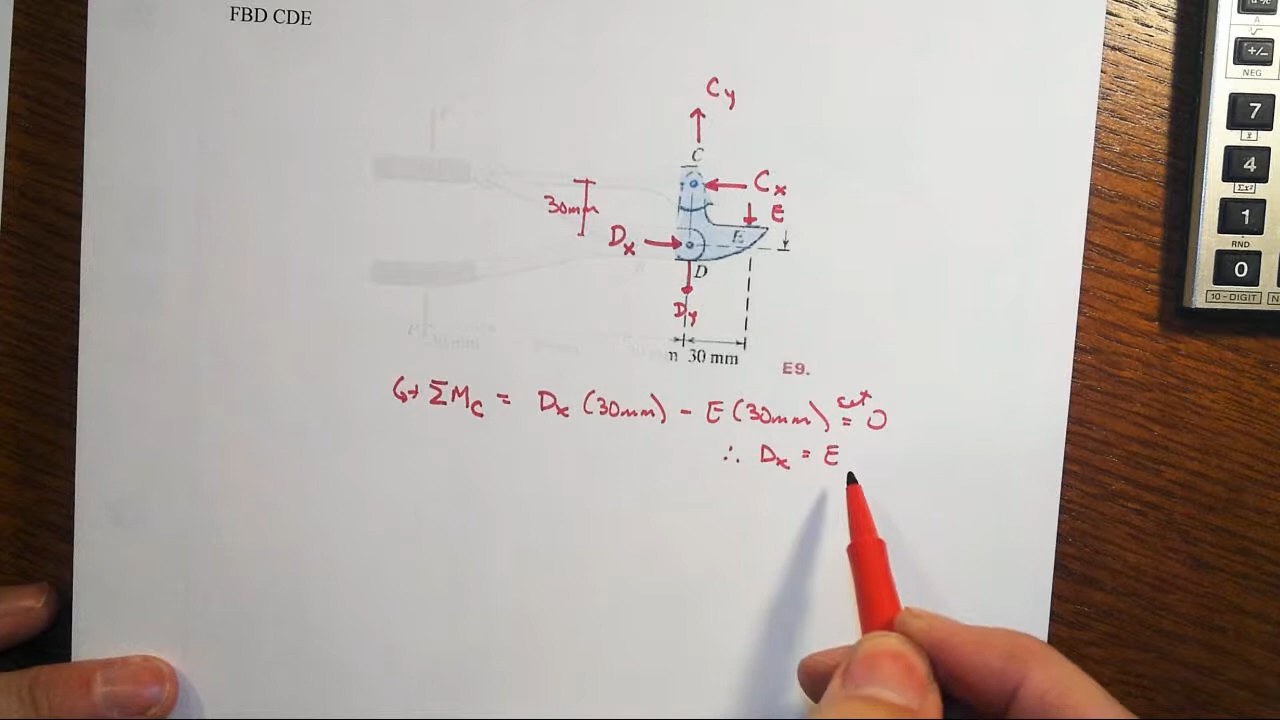 FBD CDE
Cy
C
Cx
30mm
E
Dx
E
D
Dy
n 30 mm
E9.
↺+ ΣMC = Dx (30mm) - E (30mm) set = 0
∴ Dx = E
+/-
NEG
7
4
Σx²
1
RND
0
10-DIGIT